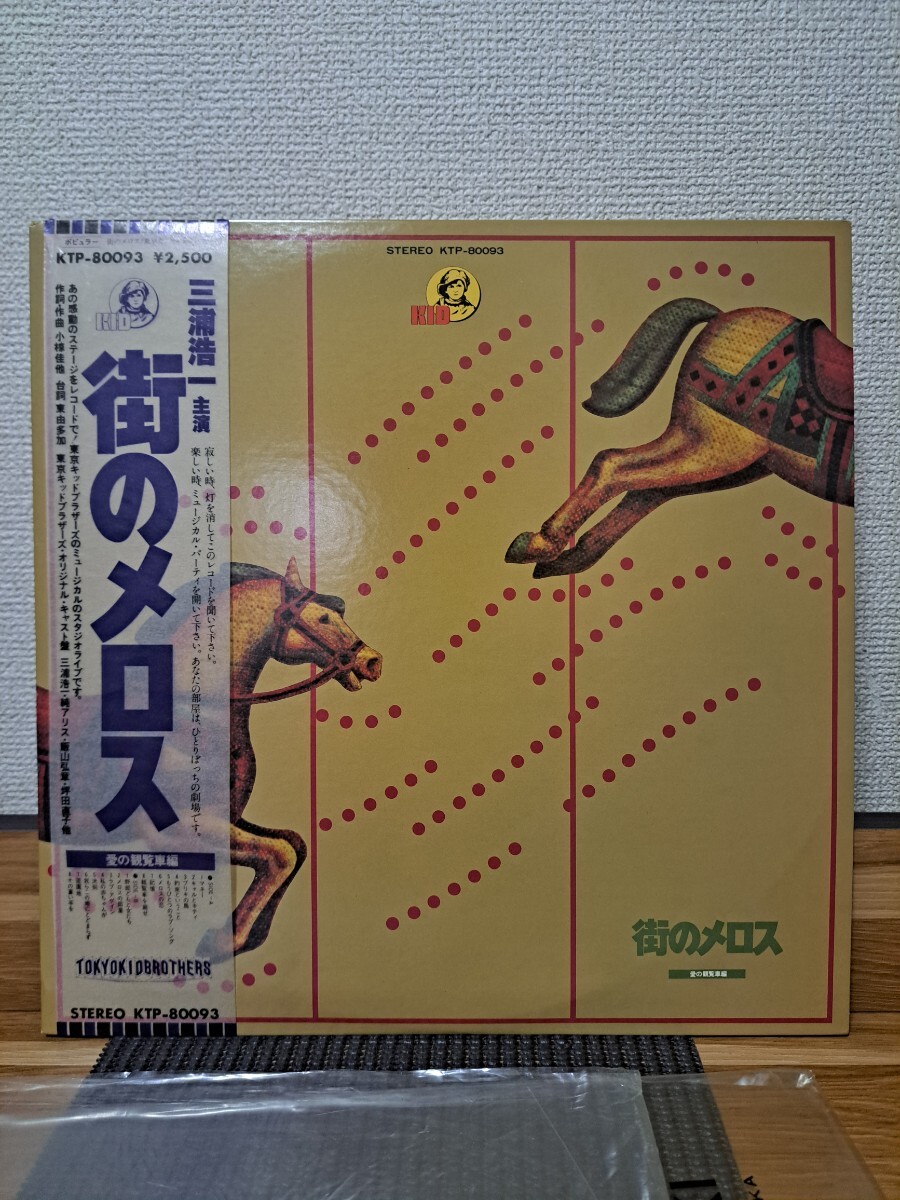 ポピュラー
KTP-80093 ¥2,500
KID
三浦浩一 主演
街のメロス
あの感動のステージをレコードで!東京キッドブラザーズのミュージカルのスタジオライブです。
作詞・作曲 小椋佳他 台詞 東由多加 東京キッドブラザーズ・オリジナル・キャスト盤 三浦浩一・純アリス・飯山弘章・坪田直子他
寂しい時、灯を消してこのレコードを聞いて下さい。
楽しい時、ミュージカル・パーティを開いて下さい。あなたの部屋は、ひとりぼっちの劇場です。
愛の観覧車編
TOKYOKIDBROTHERS
STEREO KTP-80093
STEREO KTP-80093
KID
街のメロス
愛の観覧車編